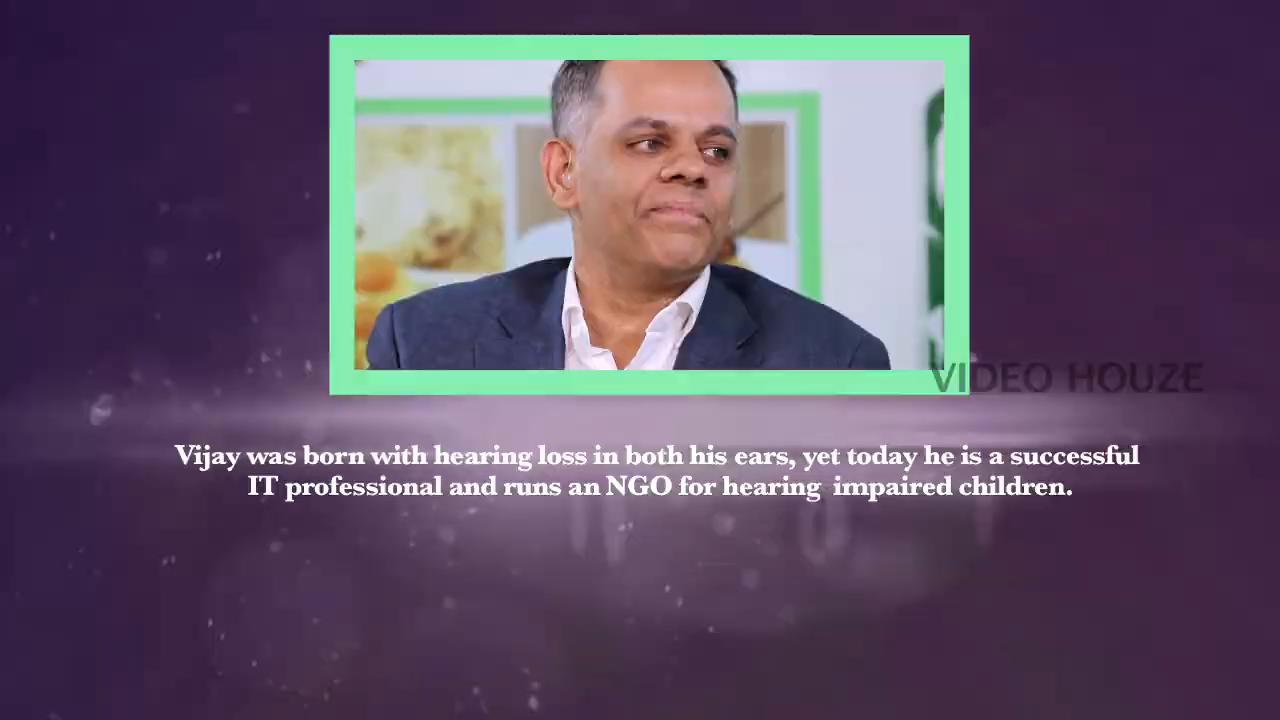 VIDEO HOUZE
Vijay was born with hearing loss in both his ears, yet today he is a successful
IT professional and runs an NGO for hearing  impaired children.